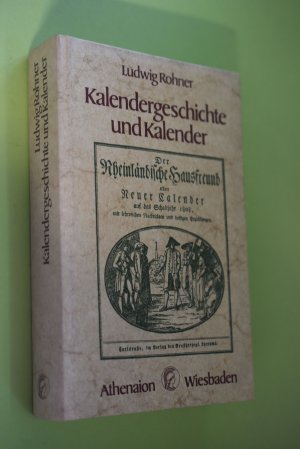 Ludwig Rohner
Kalendergeschichte und Kalender
Ludwig Rohner
Kalendergeschichte
und Kalender
Der
Rheinländische Hausfreund
oder
Neuer Calender
auf das Schaltjahr 1808,
mit lehrreichen Nachrichten und lustigen Erzählungen.
Carlsruhe, im Verlag des Großherzogl. Lyceums.
Athenaion Wiesbaden